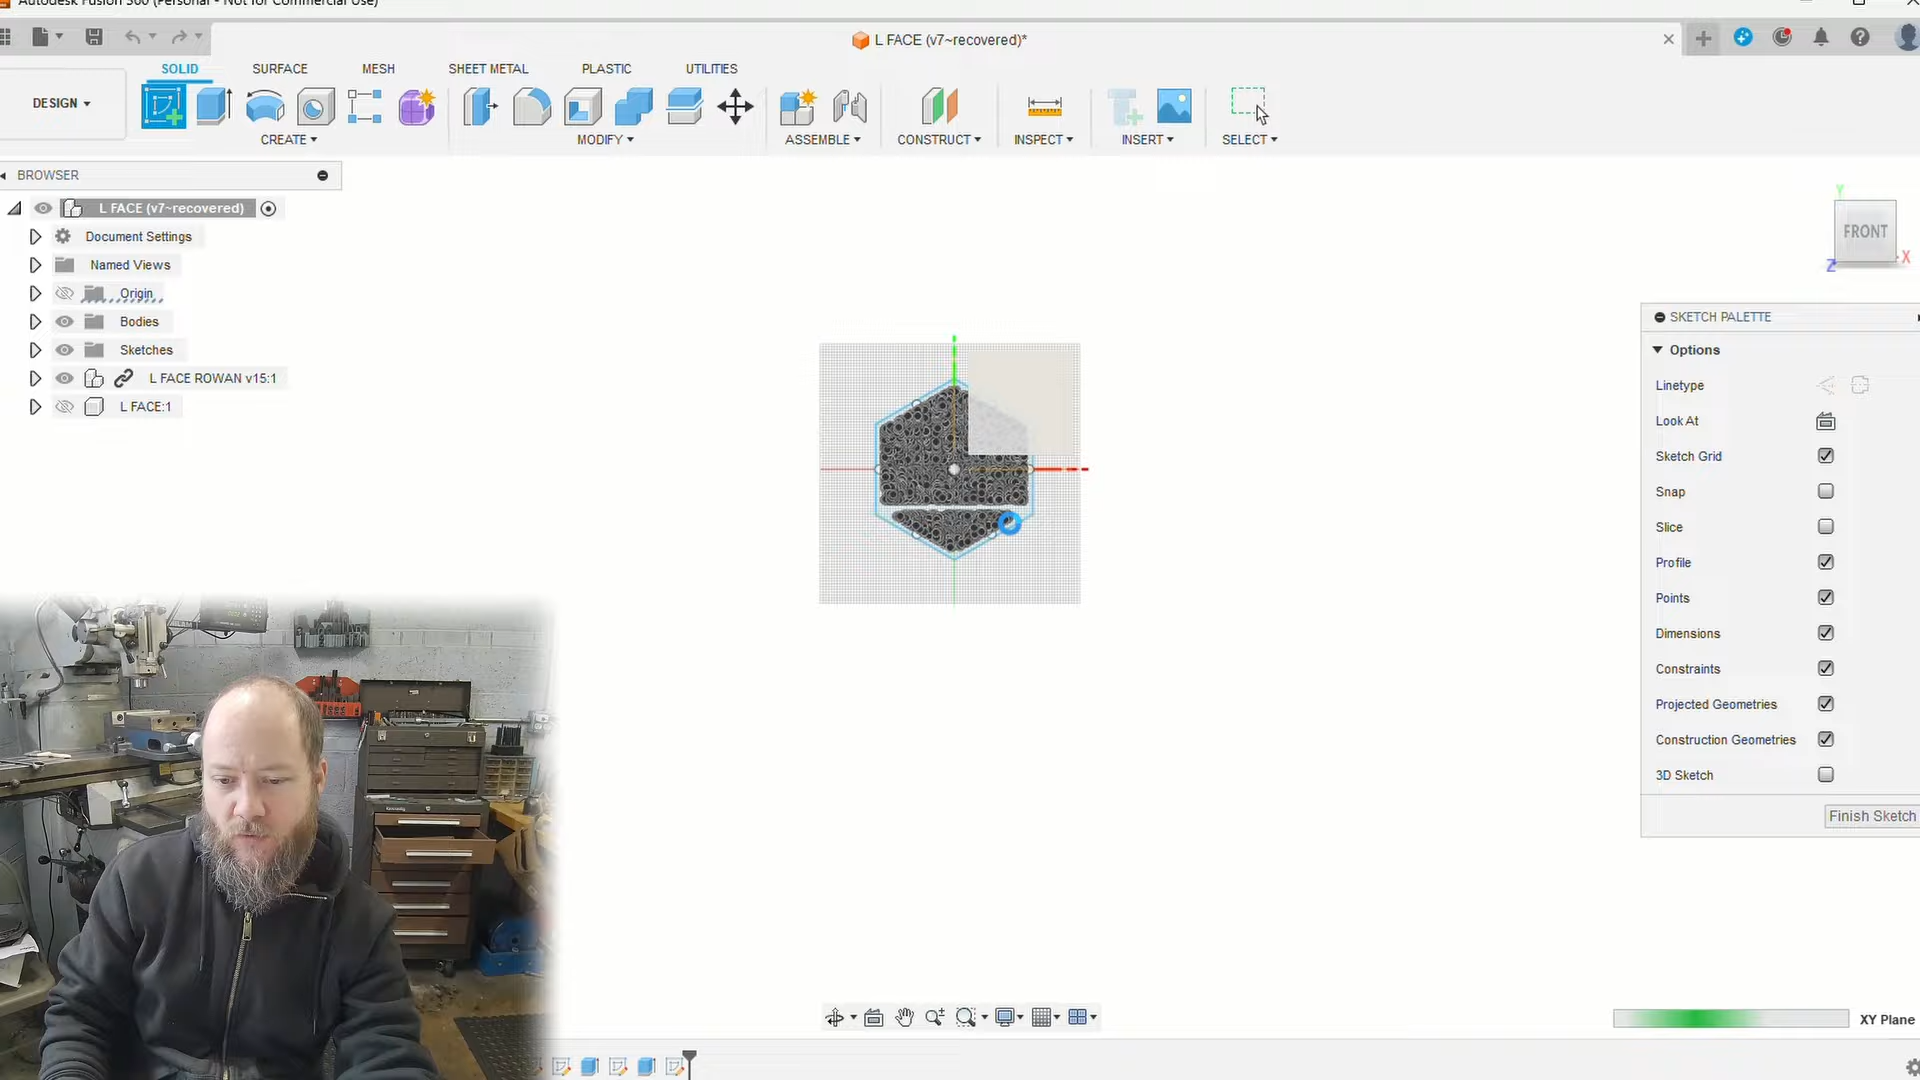 Autodesk Fusion 360 (Personal - Not for Commercial Use)
L FACE (v7~recovered)*
SOLID
SURFACE
MESH
SHEET METAL
PLASTIC
UTILITIES
DESIGN
CREATE
MODIFY
ASSEMBLE
CONSTRUCT
INSPECT
INSERT
SELECT
BROWSER
L FACE (v7~recovered)
Document Settings
Named Views
Origin
Bodies
Sketches
L FACE ROWAN v15:1
L FACE:1
Y
FRONT
X
Z
SKETCH PALETTE
Options
Linetype
Look At
Sketch Grid
Snap
Slice
Profile
Points
Dimensions
Constraints
Projected Geometries
Construction Geometries
3D Sketch
Finish Sketch
XY Plane